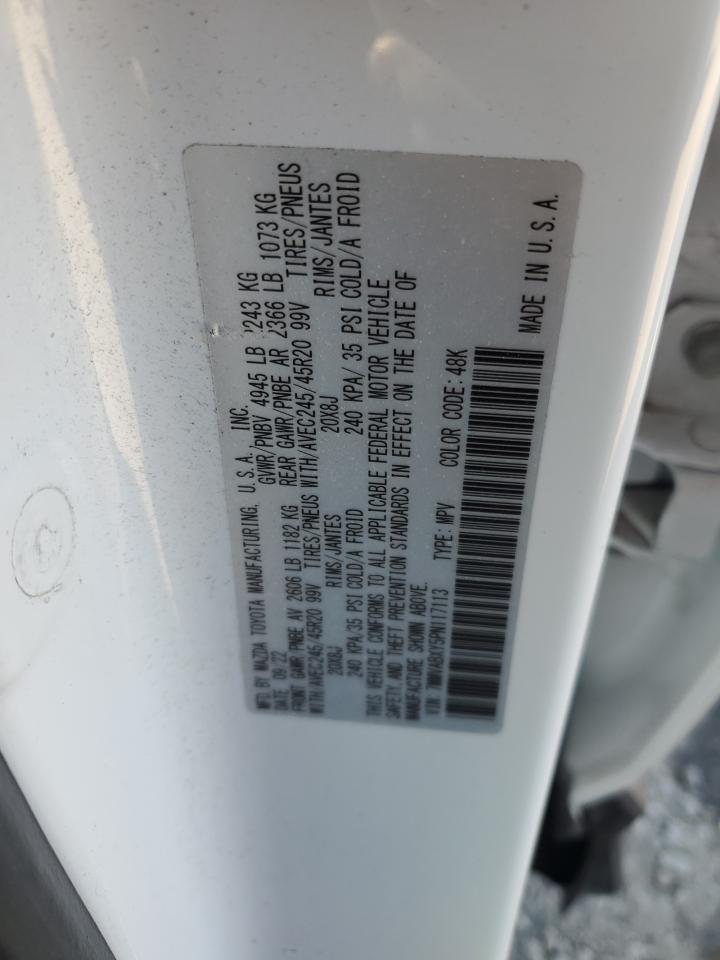 MFD BY MAZDA TOYOTA MANUFACTURING, U.S.A., INC.
DATE 09/22 GVWR/PNBV 4945 LB 2243 KG
FRONT GAWR/PNBE AV 2606 LB 1182 KG REAR GAWR/PNBE AR 2366 LB 1073 KG
WITH/AVEC245/45R20 99V TIRES/PNEUS WITH/AVEC245/45R20 99V TIRES/PNEUS
20X8J RIMS/JANTES 20X8J RIMS/JANTES
240 KPA/35 PSI COLD/A FROID 240 KPA/ 35 PSI COLD/A FROID
THIS VEHICLE CONFORMS TO ALL APPLICABLE FEDERAL MOTOR VEHICLE
SAFETY, AND THEFT PREVENTION STANDARDS IN EFFECT ON THE DATE OF
MANUFACTURE SHOWN ABOVE.
VIN: 7MMVABXY5PN117113 TYPE: MPV COLOR CODE: 48K
MADE IN U.S.A.